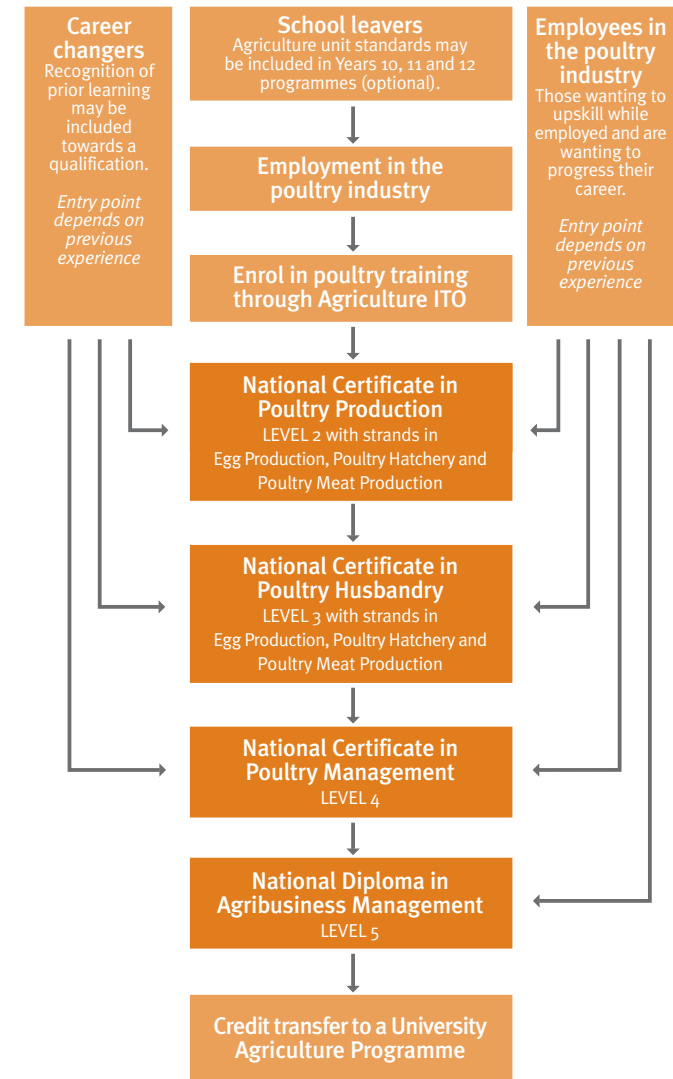 Career
changers
Recognition of
prior learning
may be
included
towards a
qualification.
Entry point
depends on
previous
experience
School leavers
Agriculture unit standards may
be included in Years 10, 11 and 12
programmes (optional).
Employees in
the poultry
industry
Those wanting to
upskill while
employed and are
wanting to
progress their
career.
Entry point
depends on
previous
experience
Employment in the
poultry industry
Enrol in poultry training
through Agriculture ITO
National Certificate in
Poultry Production
LEVEL 2 with strands in
Egg Production, Poultry Hatchery and
Poultry Meat Production
National Certificate in
Poultry Husbandry
LEVEL 3 with strands in
Egg Production, Poultry Hatchery and
Poultry Meat Production
National Certificate in
Poultry Management
LEVEL 4
National Diploma in
Agribusiness Management
LEVEL 5
Credit transfer to a University
Agriculture Programme